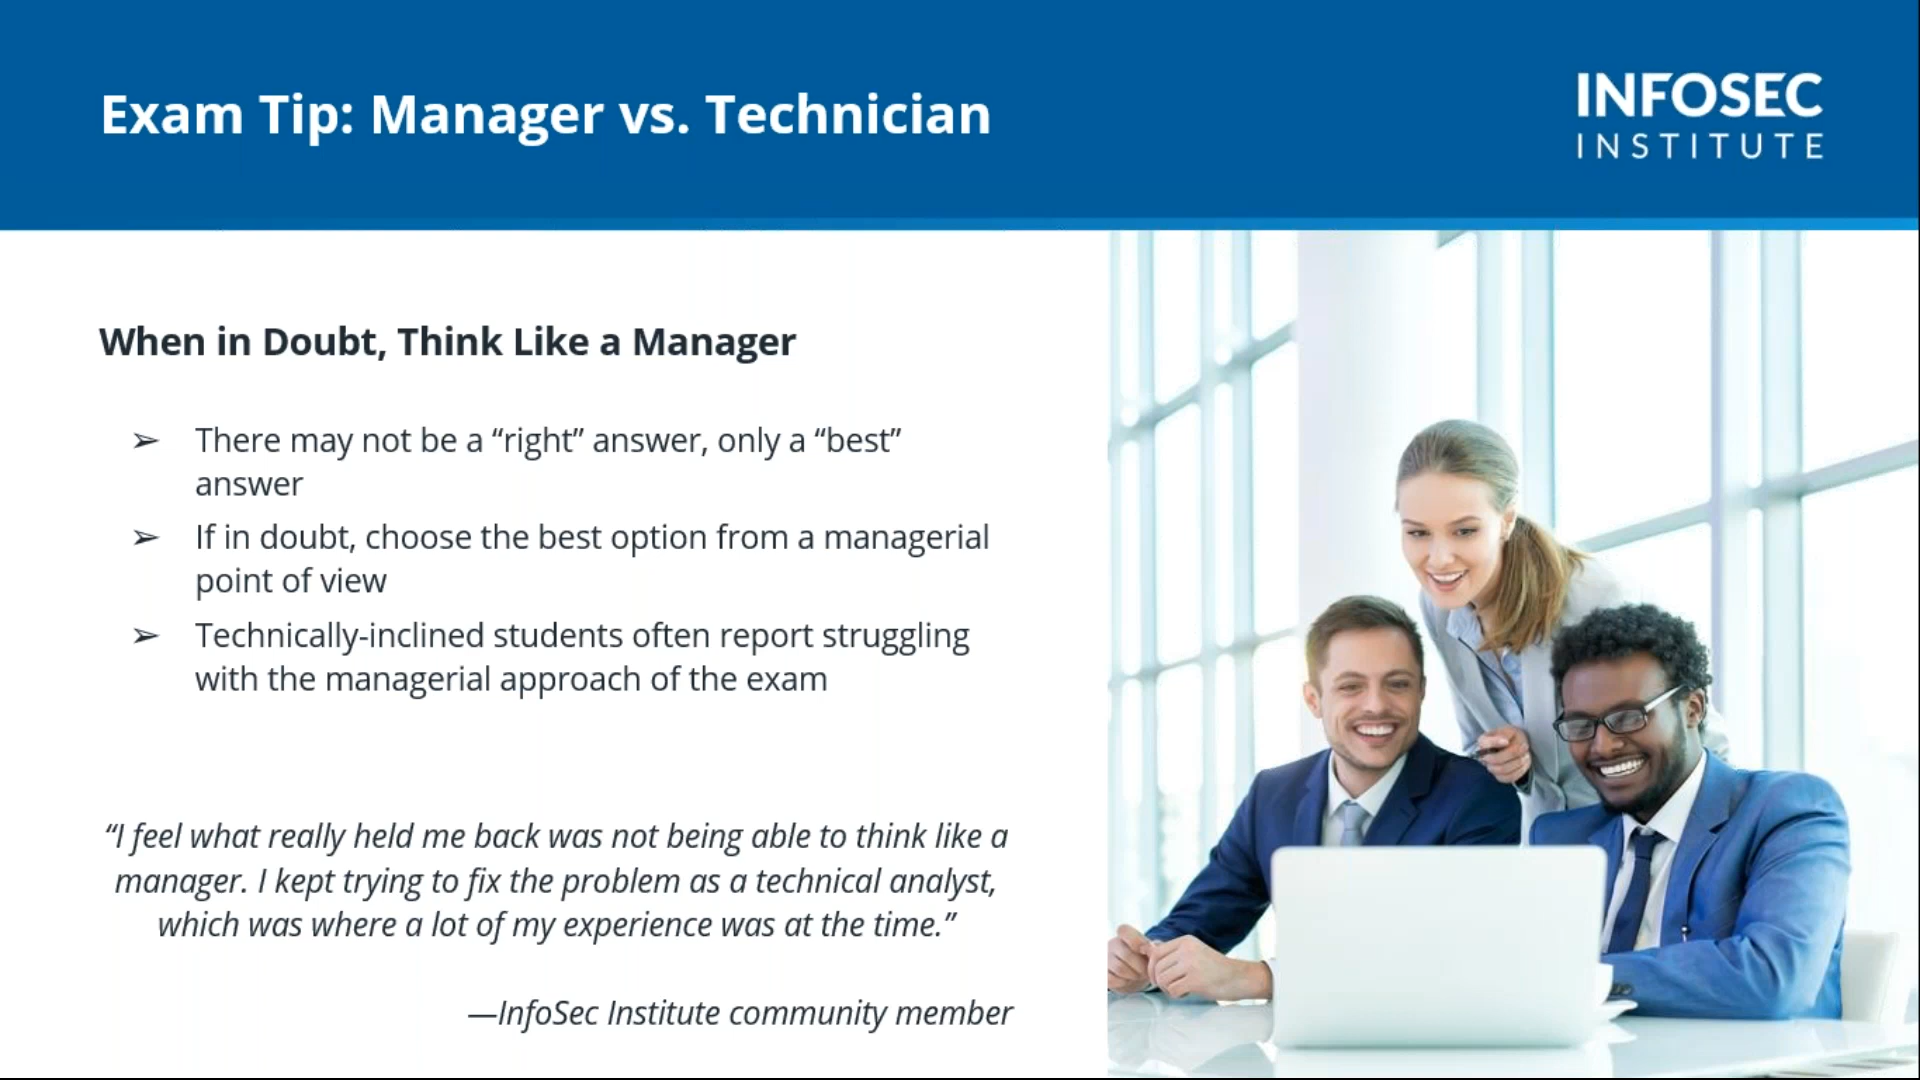 Exam Tip: Manager vs. Technician
INFOSEC
INSTITUTE
When in Doubt, Think Like a Manager
➢ There may not be a “right” answer, only a “best”
answer
➢ If in doubt, choose the best option from a managerial
point of view
➢ Technically-inclined students often report struggling
with the managerial approach of the exam
“I feel what really held me back was not being able to think like a
manager. I kept trying to fix the problem as a technical analyst,
which was where a lot of my experience was at the time.”
—InfoSec Institute community member